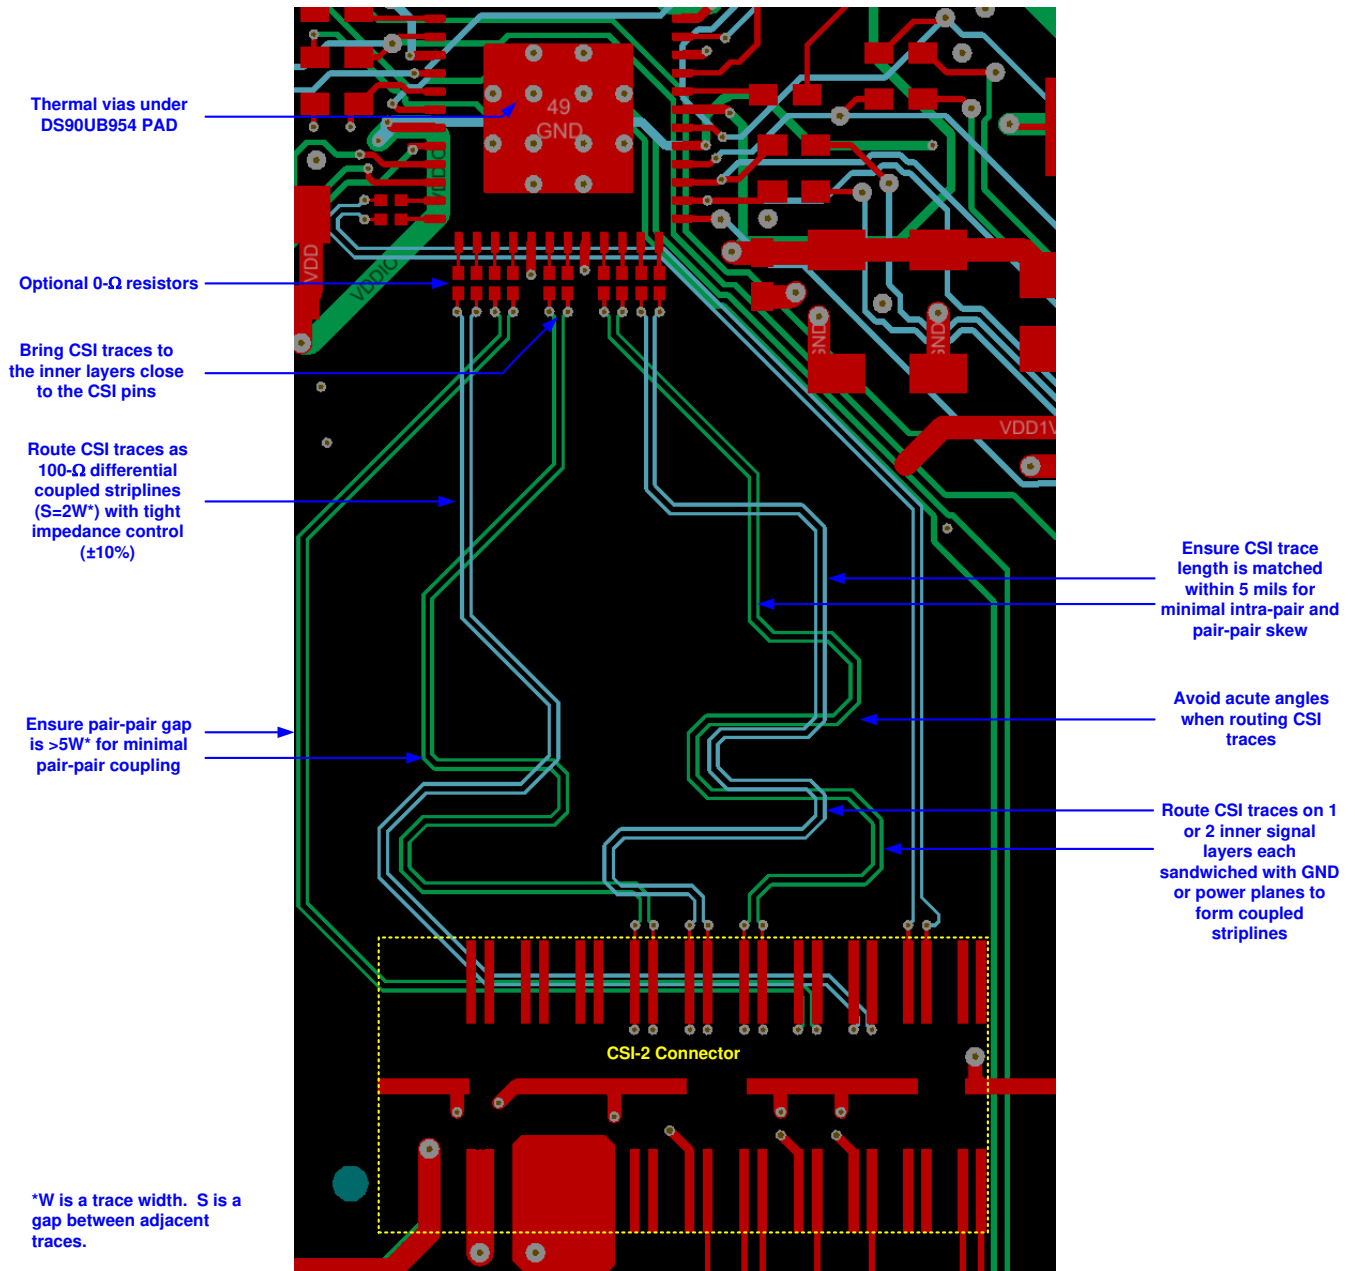 Thermal vias under
DS90UB954 PAD
49
GND
VDDIO
VDD
VDDIO
Optional 0-Ω resistors
Bring CSI traces to
the inner layers close
to the CSI pins
GND
GND
VDD1V
Route CSI traces as
100-Ω differential
coupled striplines
(S=2W*) with tight
impedance control
(±10%)
Ensure CSI trace
length is matched
within 5 mils for
minimal intra-pair and
pair-pair skew
Ensure pair-pair gap
is >5W* for minimal
pair-pair coupling
Avoid acute angles
when routing CSI
traces
Route CSI traces on 1
or 2 inner signal
layers each
sandwiched with GND
or power planes to
form coupled
striplines
CSI-2 Connector
*W is a trace width. S is a
gap between adjacent
traces.